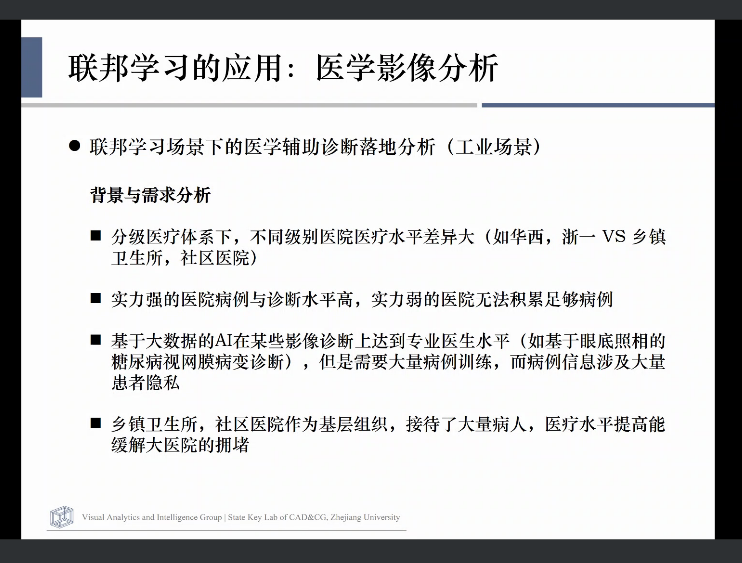 联邦学习的应用：医学影像分析
● 联邦学习场景下的医学辅助诊断落地分析（工业场景）
背景与需求分析
■ 分级医疗体系下，不同级别医院医疗水平差异大（如华西，浙一 VS 乡镇
卫生所，社区医院）
■ 实力强的医院病例与诊断水平高，实力弱的医院无法积累足够病例
■ 基于大数据的AI在某些影像诊断上达到专业医生水平（如基于眼底照相的
糖尿病视网膜病变诊断），但是需要大量病例训练，而病例信息涉及大量
患者隐私
■ 乡镇卫生所，社区医院作为基层组织，接待了大量病人，医疗水平提高能
缓解大医院的拥堵
Visual Analytics and Intelligence Group | State Key Lab of CAD&CG, Zhejiang University